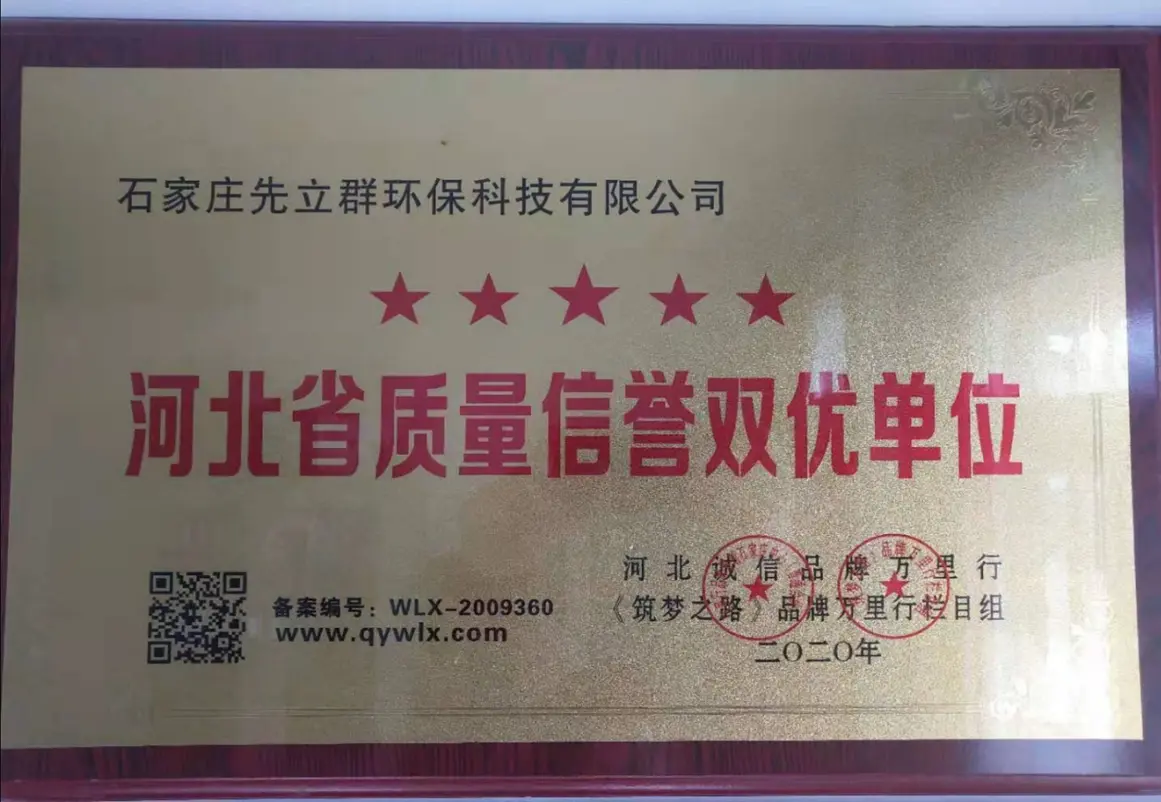 石家庄先立群环保科技有限公司
河北省质量信誉双优单位
备案编号：WLX-2009360
www.qywlx.com
河北诚信品牌万里行
《筑梦之路》品牌万里行栏目组
二〇二〇年